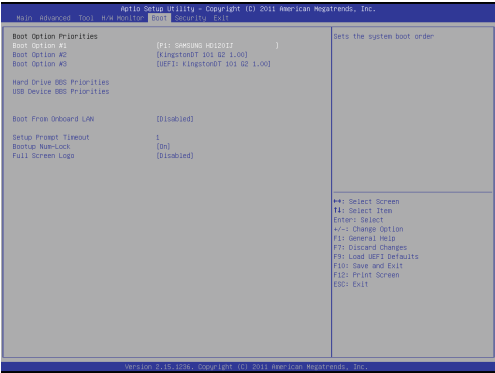 Aptio Setup Utility - Copyright (C) 2011 American Megatrends, Inc.
Main Advanced Tool H/W Monitor Boot Security Exit
Boot Option Priorities
Boot Option #1 [P1: SAMSUNG HD120IJ ]
Boot Option #2 [KingstonDT 101 G2 1.00]
Boot Option #3 [UEFI: KingstonDT 101 G2 1.00]
Hard Drive BBS Priorities
USB Device BBS Priorities
Boot From Onboard LAN [Disabled]
Setup Prompt Timeout 1
Bootup Num-Lock [On]
Full Screen Logo [Disabled]
Sets the system boot order
→←: Select Screen
↑↓: Select Item
Enter: Select
+/-: Change Option
F1: General Help
F7: Discard Changes
F9: Load UEFI Defaults
F10: Save and Exit
F12: Print Screen
ESC: Exit
Version 2.15.1236. Copyright (C) 2011 American Megatrends, Inc.